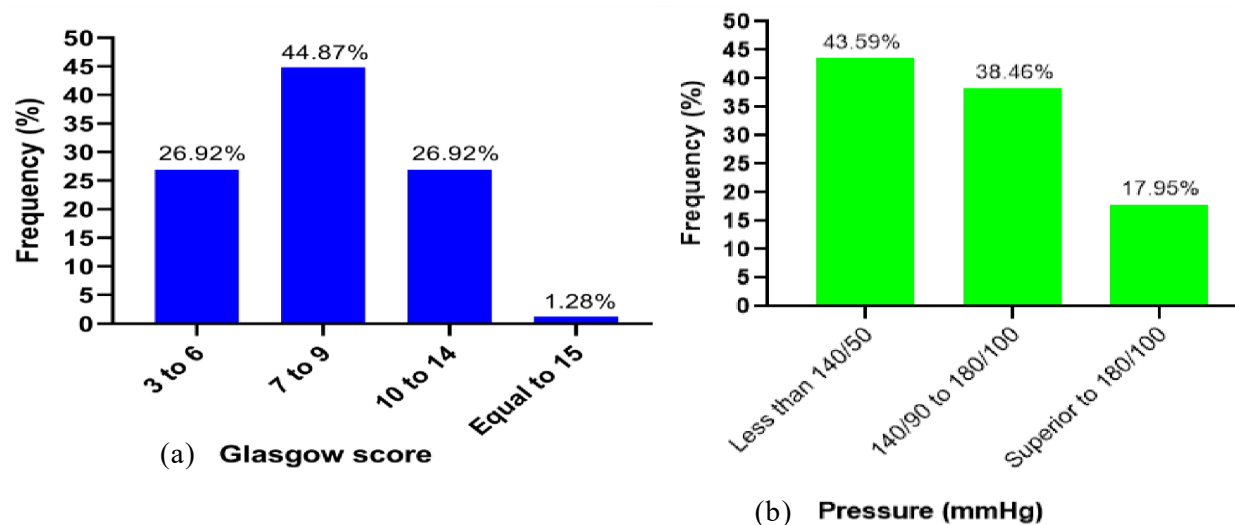 50
45
40
35
30
25
20
15
10
5
0
Frequency (%)
26.92%
44.87%
26.92%
1.28%
3 to 6
7 to 9
10 to 14
Equal to 15
(a) Glasgow score
50
45
40
35
30
25
20
15
10
5
0
Frequency (%)
43.59%
38.46%
17.95%
Less than 140/50
140/90 to 180/100
Superior to 180/100
(b) Pressure (mmHg)